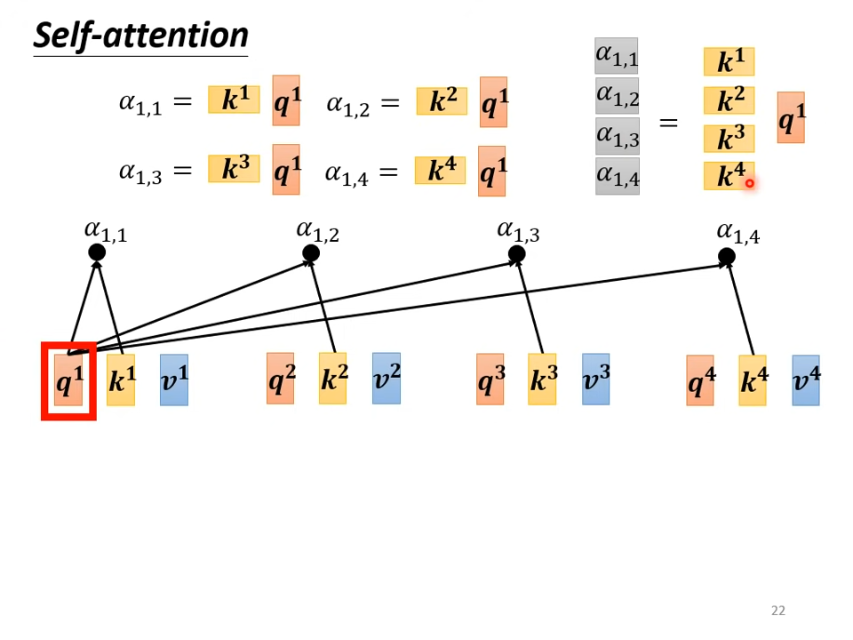 Self-attention
α1,1 = k¹ q¹ α1,2 = k² q¹
α1,3 = k³ q¹ α1,4 = k⁴ q¹
α1,1
α1,2
α1,3
α1,4
=
k¹
k²
k³
k⁴
q¹
α1,1 α1,2 α1,3 α1,4
q¹ k¹ v¹ q² k² v² q³ k³ v³ q⁴ k⁴ v⁴
22